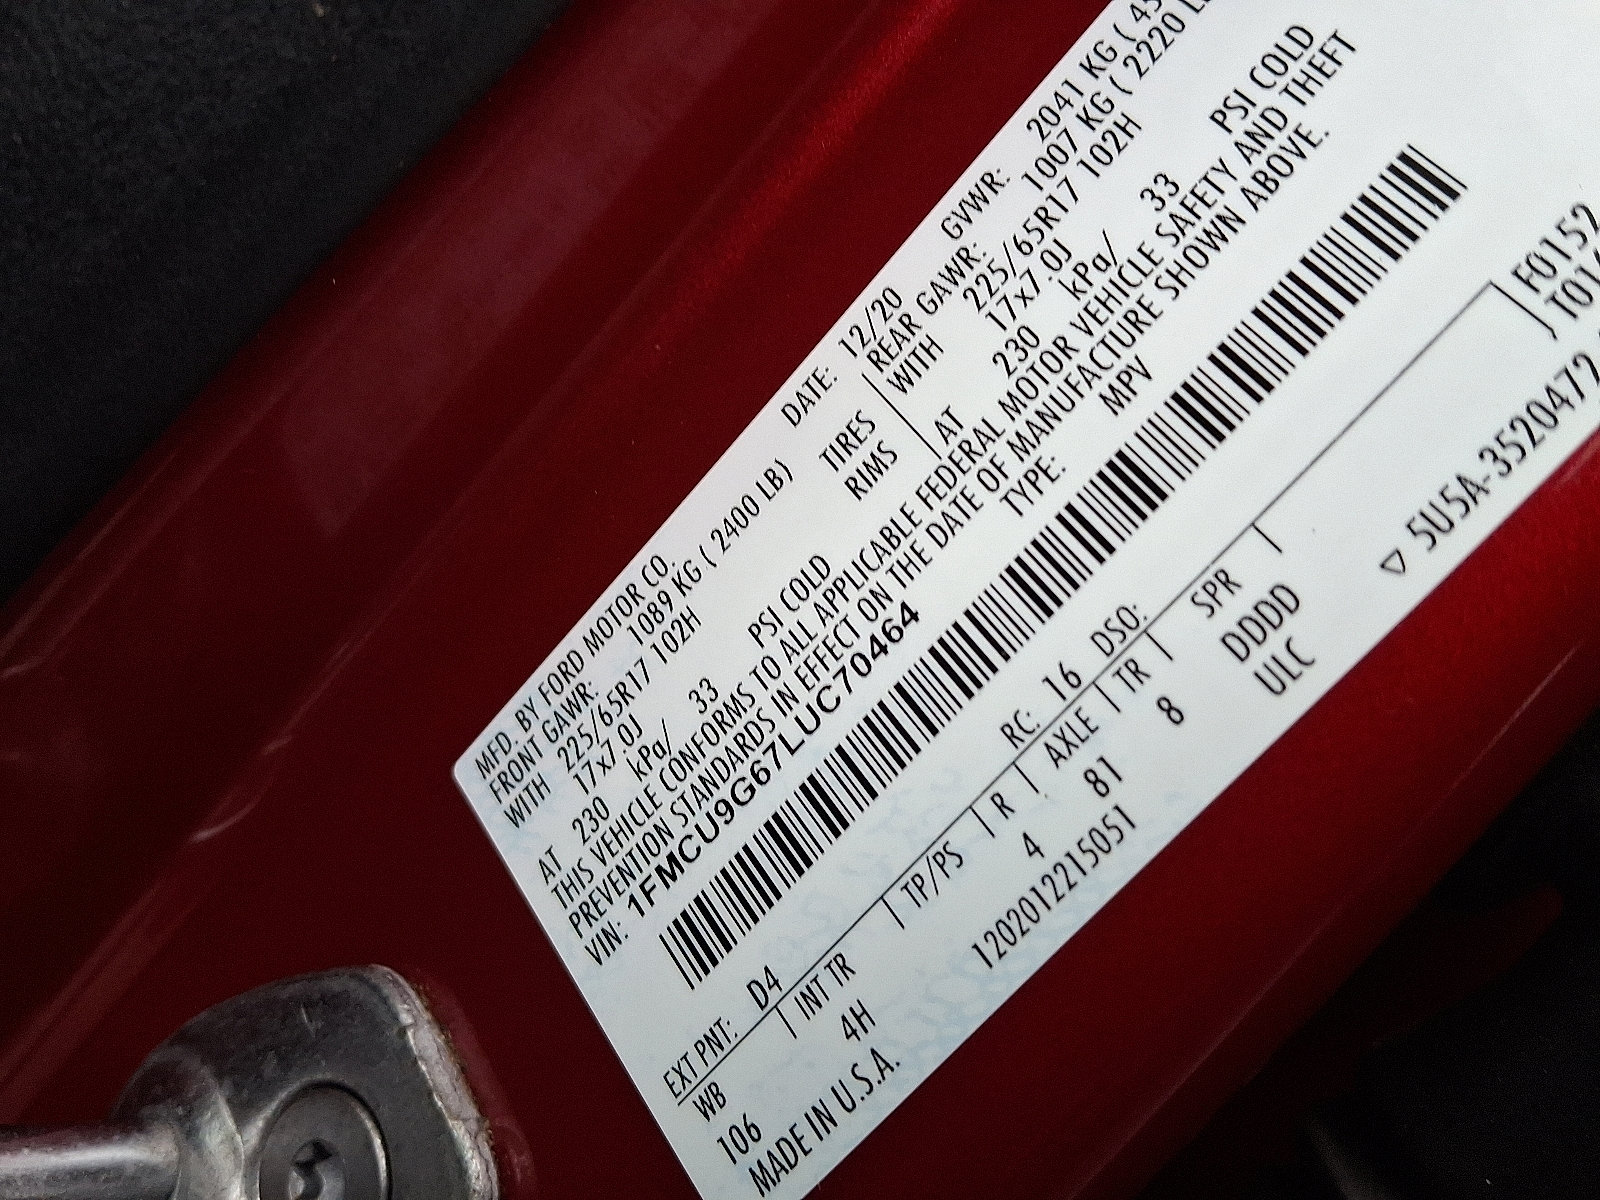 MFD. BY FORD MOTOR CO. DATE: 12/20 GVWR: 2041 KG (
FRONT GAWR: 1089 KG ( 2400 LB) REAR GAWR: 1007 KG ( 2220
WITH 225/65R17 102H TIRES WITH 225/65R17 102H
17x7.0J RIMS 17x7.0J
AT 230 kPa/ 33 PSI COLD AT 230 kPa/ 33 PSI COLD
THIS VEHICLE CONFORMS TO ALL APPLICABLE FEDERAL MOTOR VEHICLE SAFETY AND THEFT
PREVENTION STANDARDS IN EFFECT ON THE DATE OF MANUFACTURE SHOWN ABOVE.
VIN: 1FMCU9G67LUC70464 TYPE: MPV
EXT PNT: D4 RC: 16 DSO: F0152
WB | INT TR | TP/PS | R | AXLE | TR | SPR |
106 4H 4 81 8 DDDD
MADE IN U.S.A. 1202012215051 ULC
▽ 5U5A-3520472